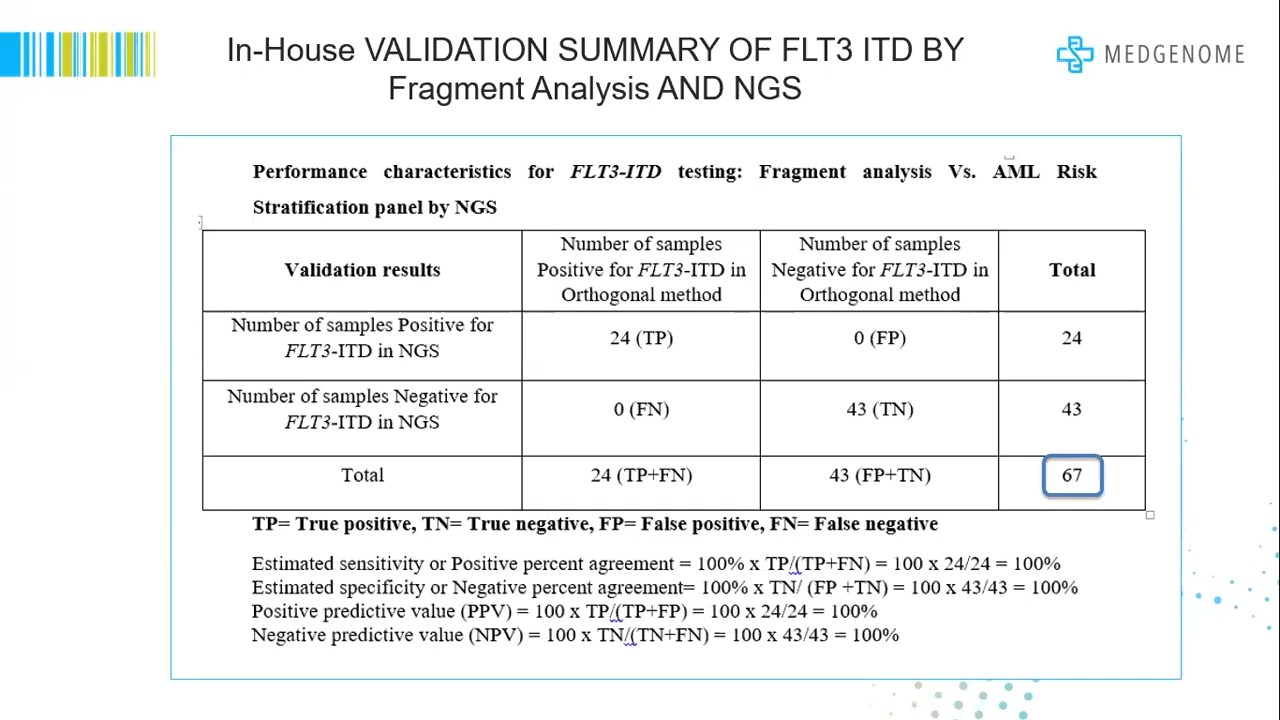 In-House VALIDATION SUMMARY OF FLT3 ITD BY
Fragment Analysis AND NGS
MEDGENOME
Performance characteristics for FLT3-ITD testing: Fragment analysis Vs. AML Risk
Stratification panel by NGS
Validation results
Number of samples
Positive for FLT3-ITD in
Orthogonal method
Number of samples
Negative for FLT3-ITD in
Orthogonal method
Total
Number of samples Positive for
FLT3-ITD in NGS
24 (TP)
0 (FP)
24
Number of samples Negative for
FLT3-ITD in NGS
0 (FN)
43 (TN)
43
Total
24 (TP+FN)
43 (FP+TN)
67
TP= True positive, TN= True negative, FP= False positive, FN= False negative
Estimated sensitivity or Positive percent agreement = 100% x TP/(TP+FN) = 100 x 24/24 = 100%
Estimated specificity or Negative percent agreement= 100% x TN/ (FP +TN) = 100 x 43/43 = 100%
Positive predictive value (PPV) = 100 x TP/(TP+FP) = 100 x 24/24 = 100%
Negative predictive value (NPV) = 100 x TN/(TN+FN) = 100 x 43/43 = 100%